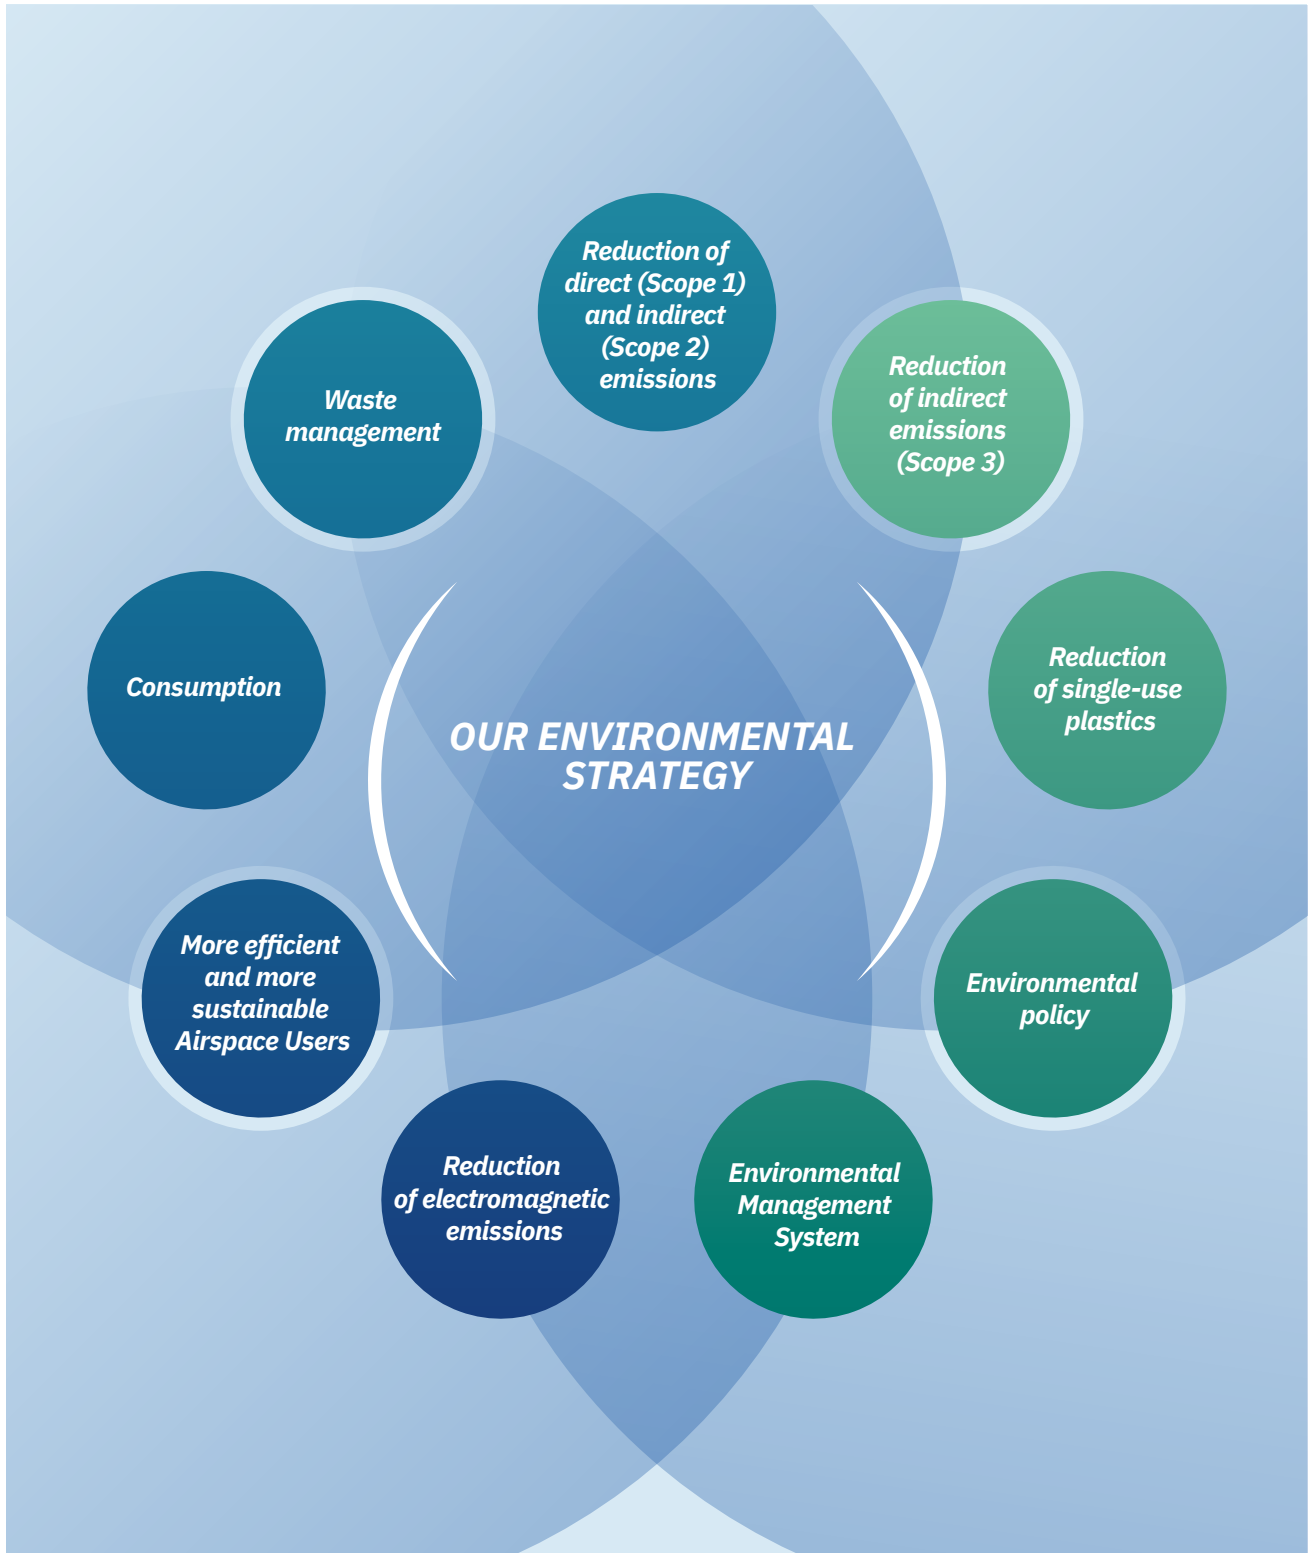 Reduction of
direct (Scope 1)
and indirect
(Scope 2)
emissions
Reduction
of indirect
emissions
(Scope 3)
Reduction
of single-use
plastics
Environmental
policy
Environmental
Management
System
Reduction
of electromagnetic
emissions
More efficient
and more
sustainable
Airspace Users
Consumption
Waste
management
OUR ENVIRONMENTAL
STRATEGY